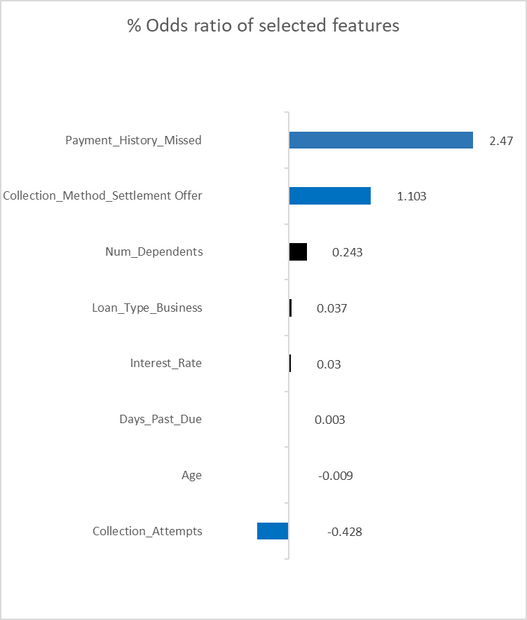 % Odds ratio of selected features
Payment_History_Missed 2.47
Collection_Method_Settlement Offer 1.103
Num_Dependents 0.243
Loan_Type_Business 0.037
Interest_Rate 0.03
Days_Past_Due 0.003
Age -0.009
Collection_Attempts -0.428